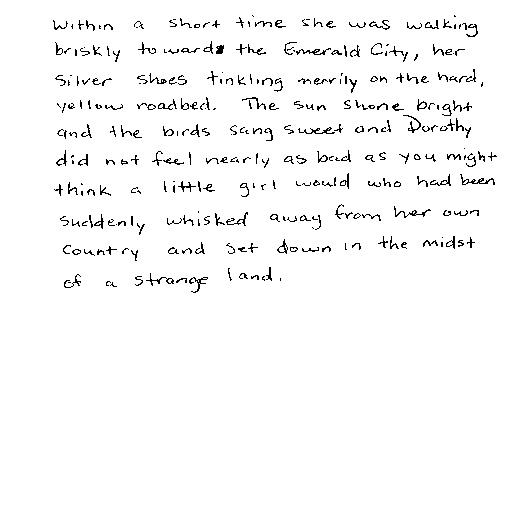 Within a short time she was walking
briskly towards the Emerald City, her
Silver Shoes tinkling merrily on the hard,
yellow roadbed. The sun shone bright
and the birds sang sweet and Dorothy
did not feel nearly as bad as you might
think a little girl would who had been
suddenly whisked away from her own
country and set down in the midst
of a strange land.